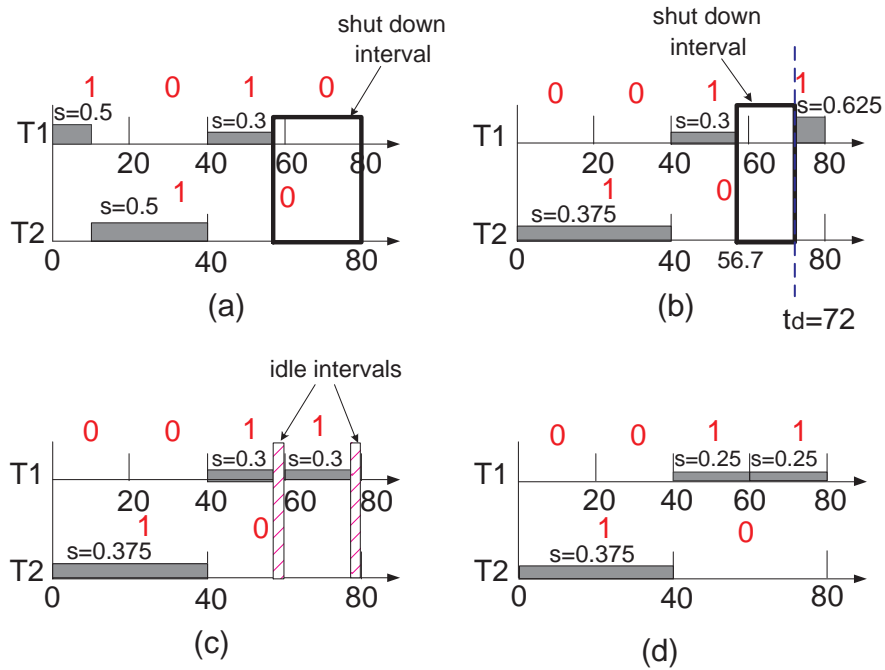 shut down
interval
1 0 1 0
s=0.5 s=0.3
T1
20 40 60 80
1 0
s=0.5
T2
0 40 80
(a)
shut down
interval
0 0 1 1
s=0.3 s=0.625
T1
20 40 60 80
1 0
s=0.375
T2
0 40 56.7 80
(b)
td=72
idle intervals
0 0 1 1
s=0.3 s=0.3
T1
20 40 60 80
1 0
s=0.375
T2
0 40 80
(c)
0 0 1 1
s=0.25 s=0.25
T1
20 40 60 80
1 0
s=0.375
T2
0 40 80
(d)